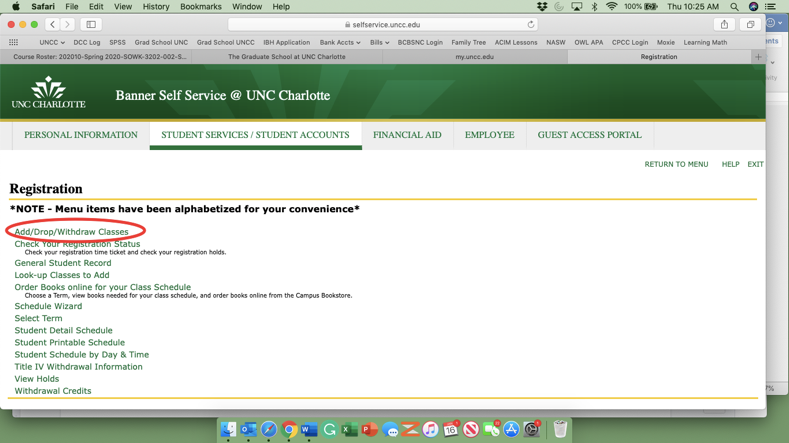 Safari File Edit View History Bookmarks Window Help 100% Thu 10:25 AM
selfservice.uncc.edu
UNCC DCC Log SPSS Grad School UNC Grad School UNCC IBH Application Bank Accts Bills BCBSNC Login Family Tree ACIM Lessons NASW OWL APA CPCC Login Moxie Learning Math
Course Roster: 202010-Spring 2020-SOWK-3202-002-S... The Graduate School at UNC Charlotte my.uncc.edu Registration
UNC CHARLOTTE
Banner Self Service @ UNC Charlotte
PERSONAL INFORMATION STUDENT SERVICES / STUDENT ACCOUNTS FINANCIAL AID EMPLOYEE GUEST ACCESS PORTAL
RETURN TO MENU HELP EXIT
Registration
*NOTE - Menu items have been alphabetized for your convenience*
Add/Drop/Withdraw Classes
Check Your Registration Status
Check your registration time ticket and check your registration holds.
General Student Record
Look-up Classes to Add
Order Books online for your Class Schedule
Choose a Term, view books needed for your class schedule, and order books online from the Campus Bookstore.
Schedule Wizard
Select Term
Student Detail Schedule
Student Printable Schedule
Student Schedule by Day & Time
Title IV Withdrawal Information
View Holds
Withdrawal Credits